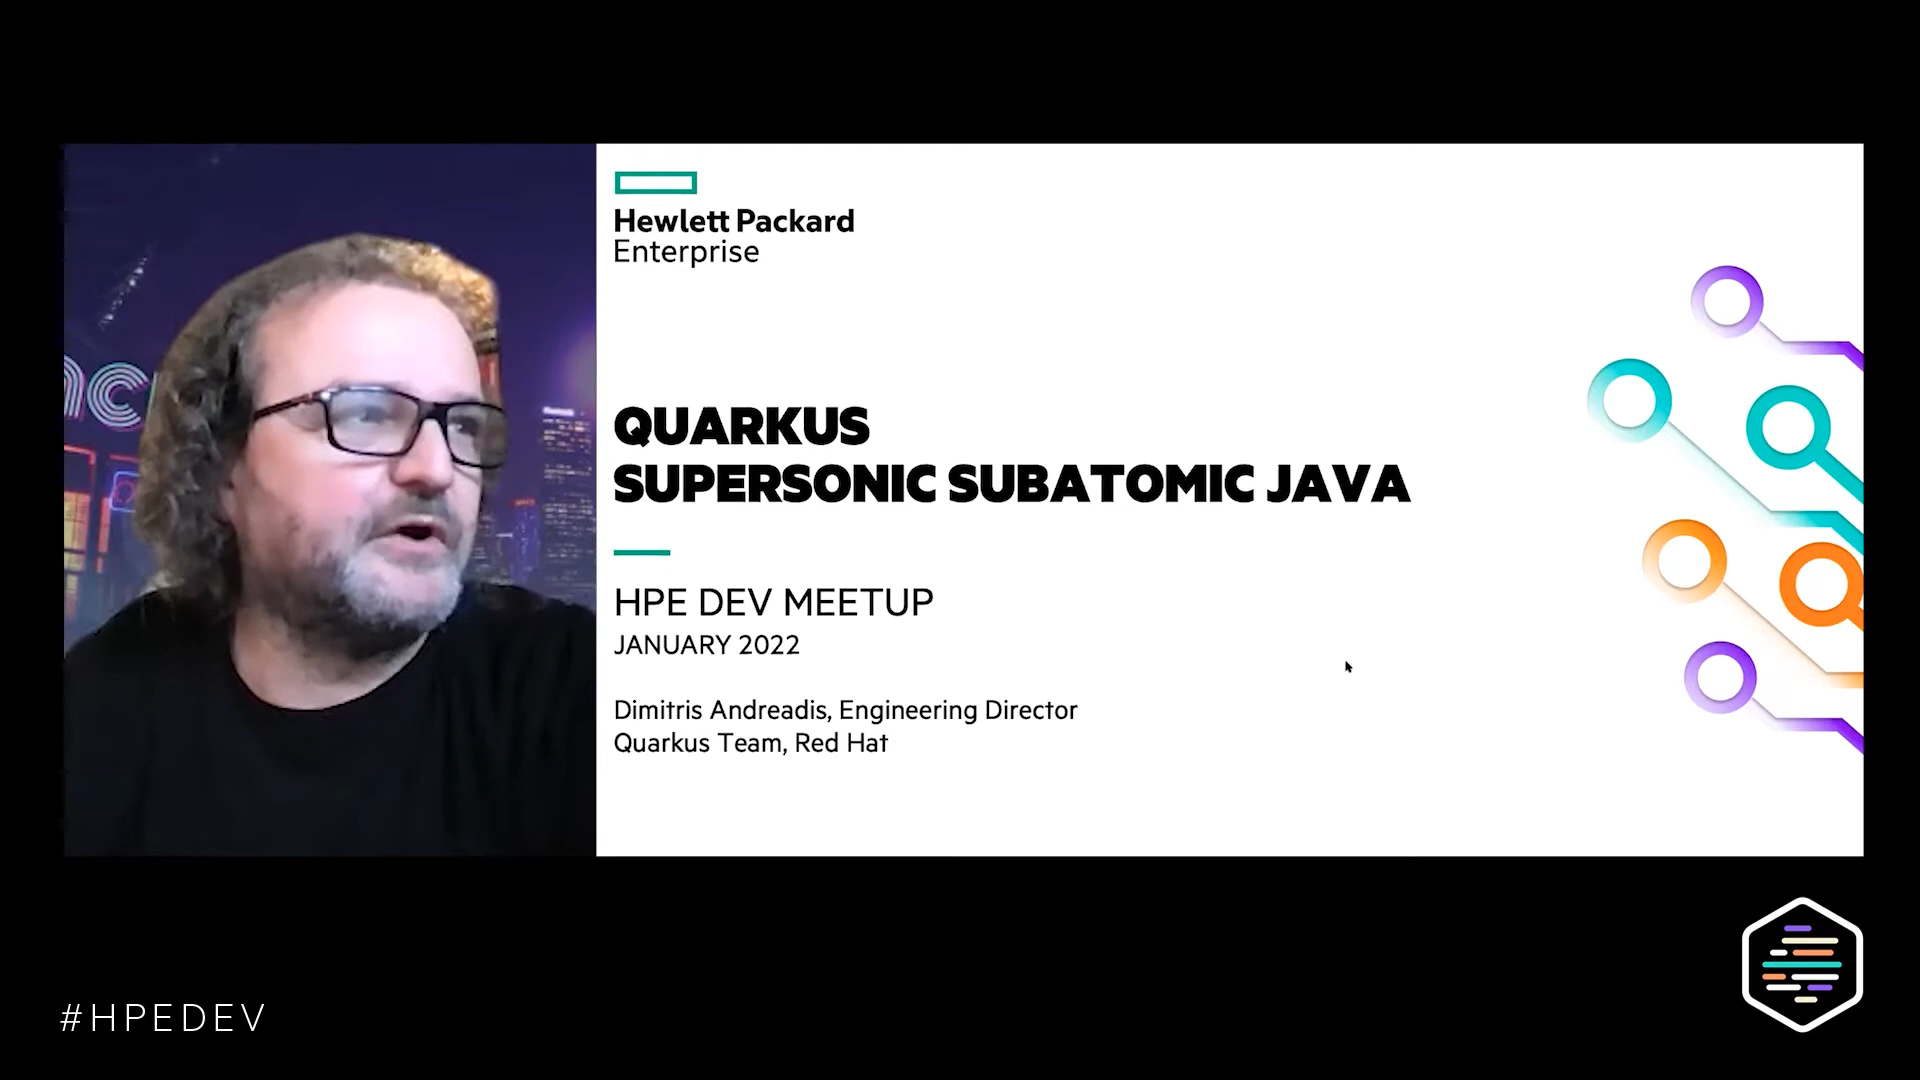 Hewlett Packard
Enterprise
QUARKUS
SUPERSONIC SUBATOMIC JAVA
HPE DEV MEETUP
JANUARY 2022
Dimitris Andreadis, Engineering Director
Quarkus Team, Red Hat
#HPEDEV